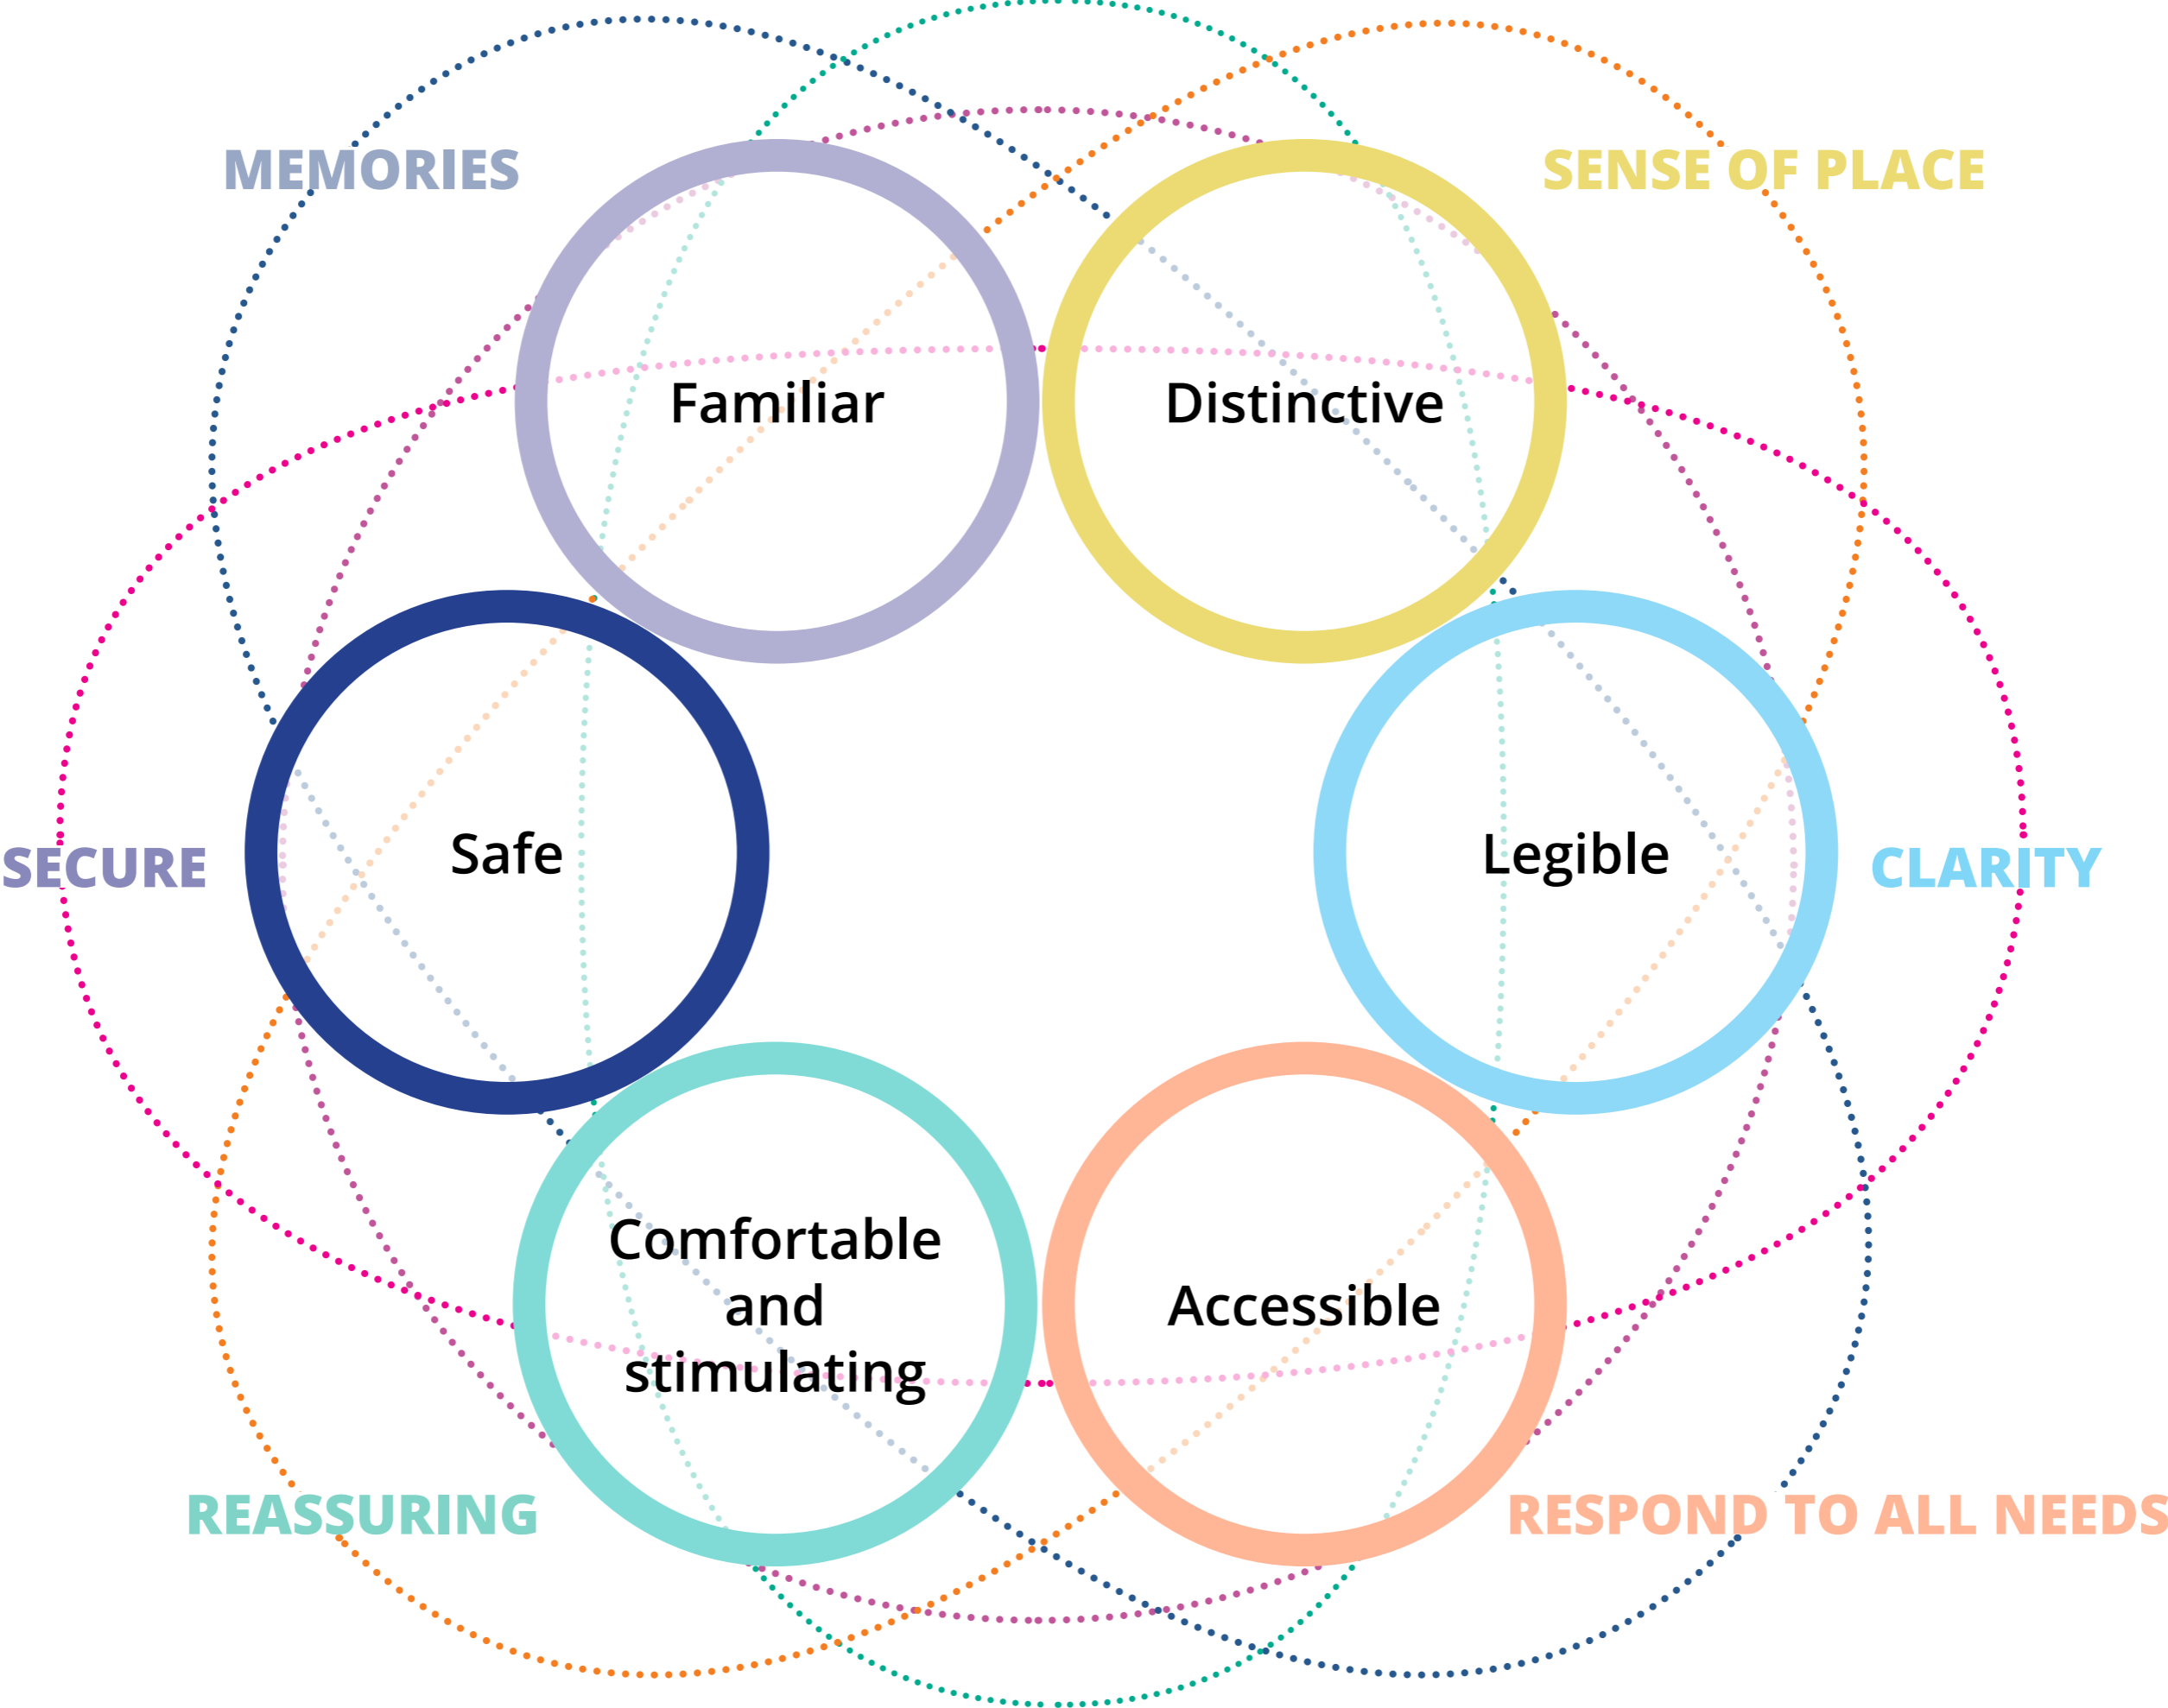 MEMORIES
SENSE OF PLACE
Familiar
Distinctive
SECURE
Safe
Legible
CLARITY
Comfortable
and
stimulating
Accessible
REASSURING
RESPOND TO ALL NEEDS